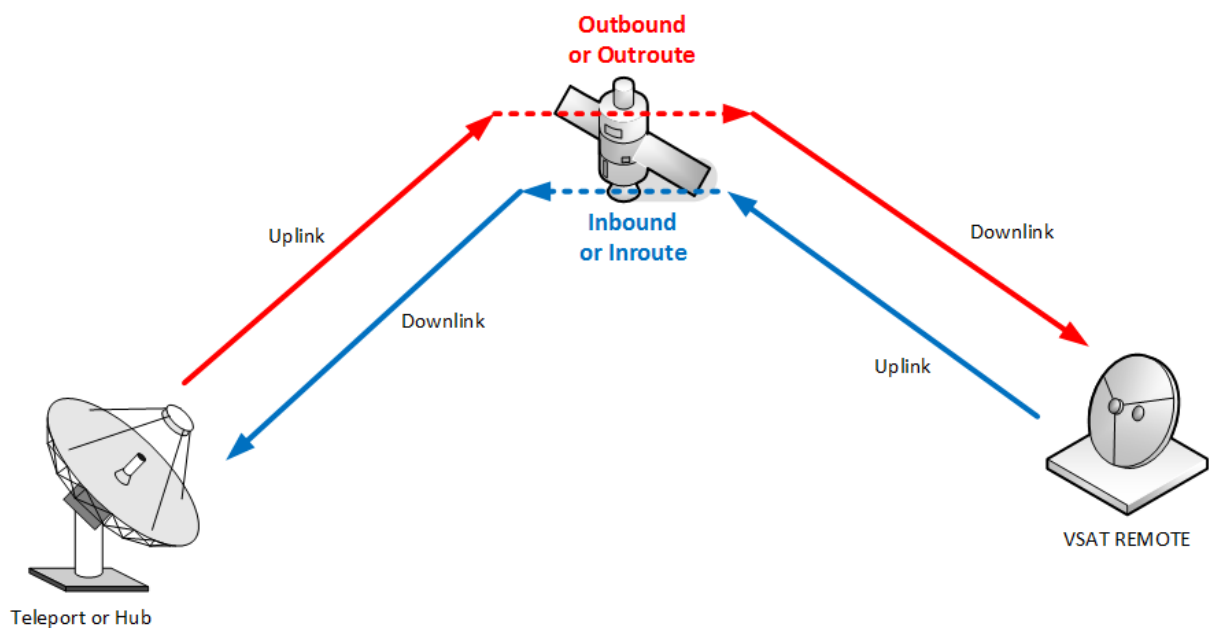 Outbound
or Outroute
Uplink
Inbound
or Inroute
Downlink
Downlink
Uplink
VSAT REMOTE
Teleport or Hub